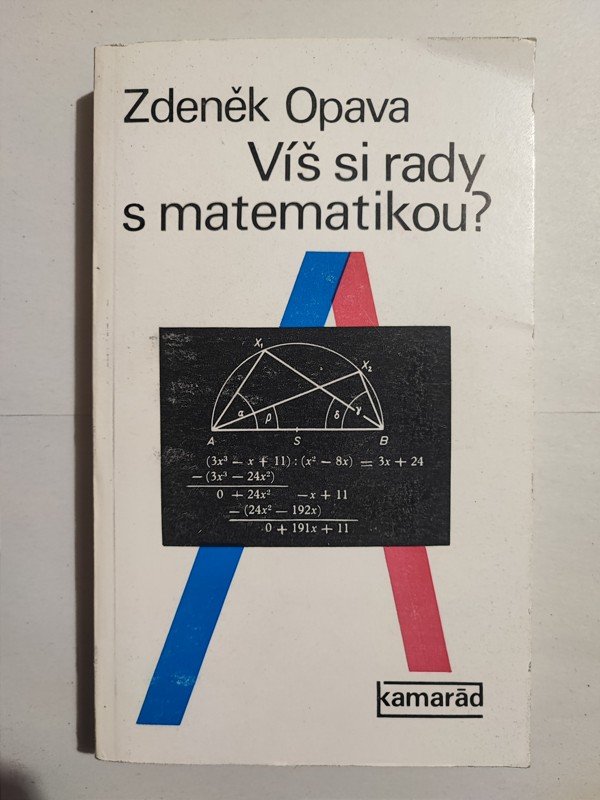 Zdeněk Opava
Víš si rady
s matematikou?
X₁
X₂
α β δ γ
A S B
(3x³ − x + 11) : (x² − 8x) = 3x + 24
− (3x³ − 24x²)
0 + 24x² − x + 11
− (24x² − 192x)
0 + 191x + 11
kamarād